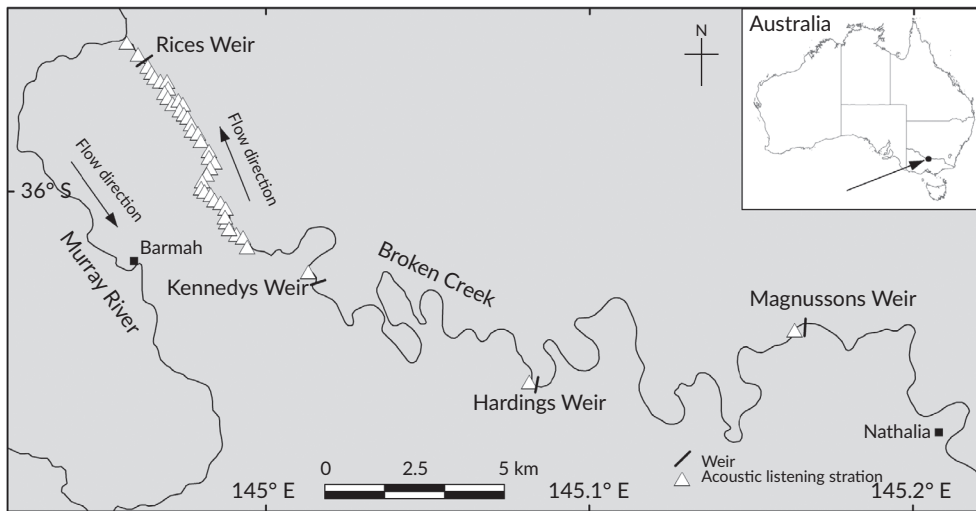 Australia
N
Rices Weir
Flow direction
Flow direction
36° S
Barmah
Murray River
Kennedys Weir
Broken Creek
Magnussons Weir
Hardings Weir
Nathalia
Weir
Acoustic listening stration
0 2.5 5 km
145° E
145.1° E
145.2° E